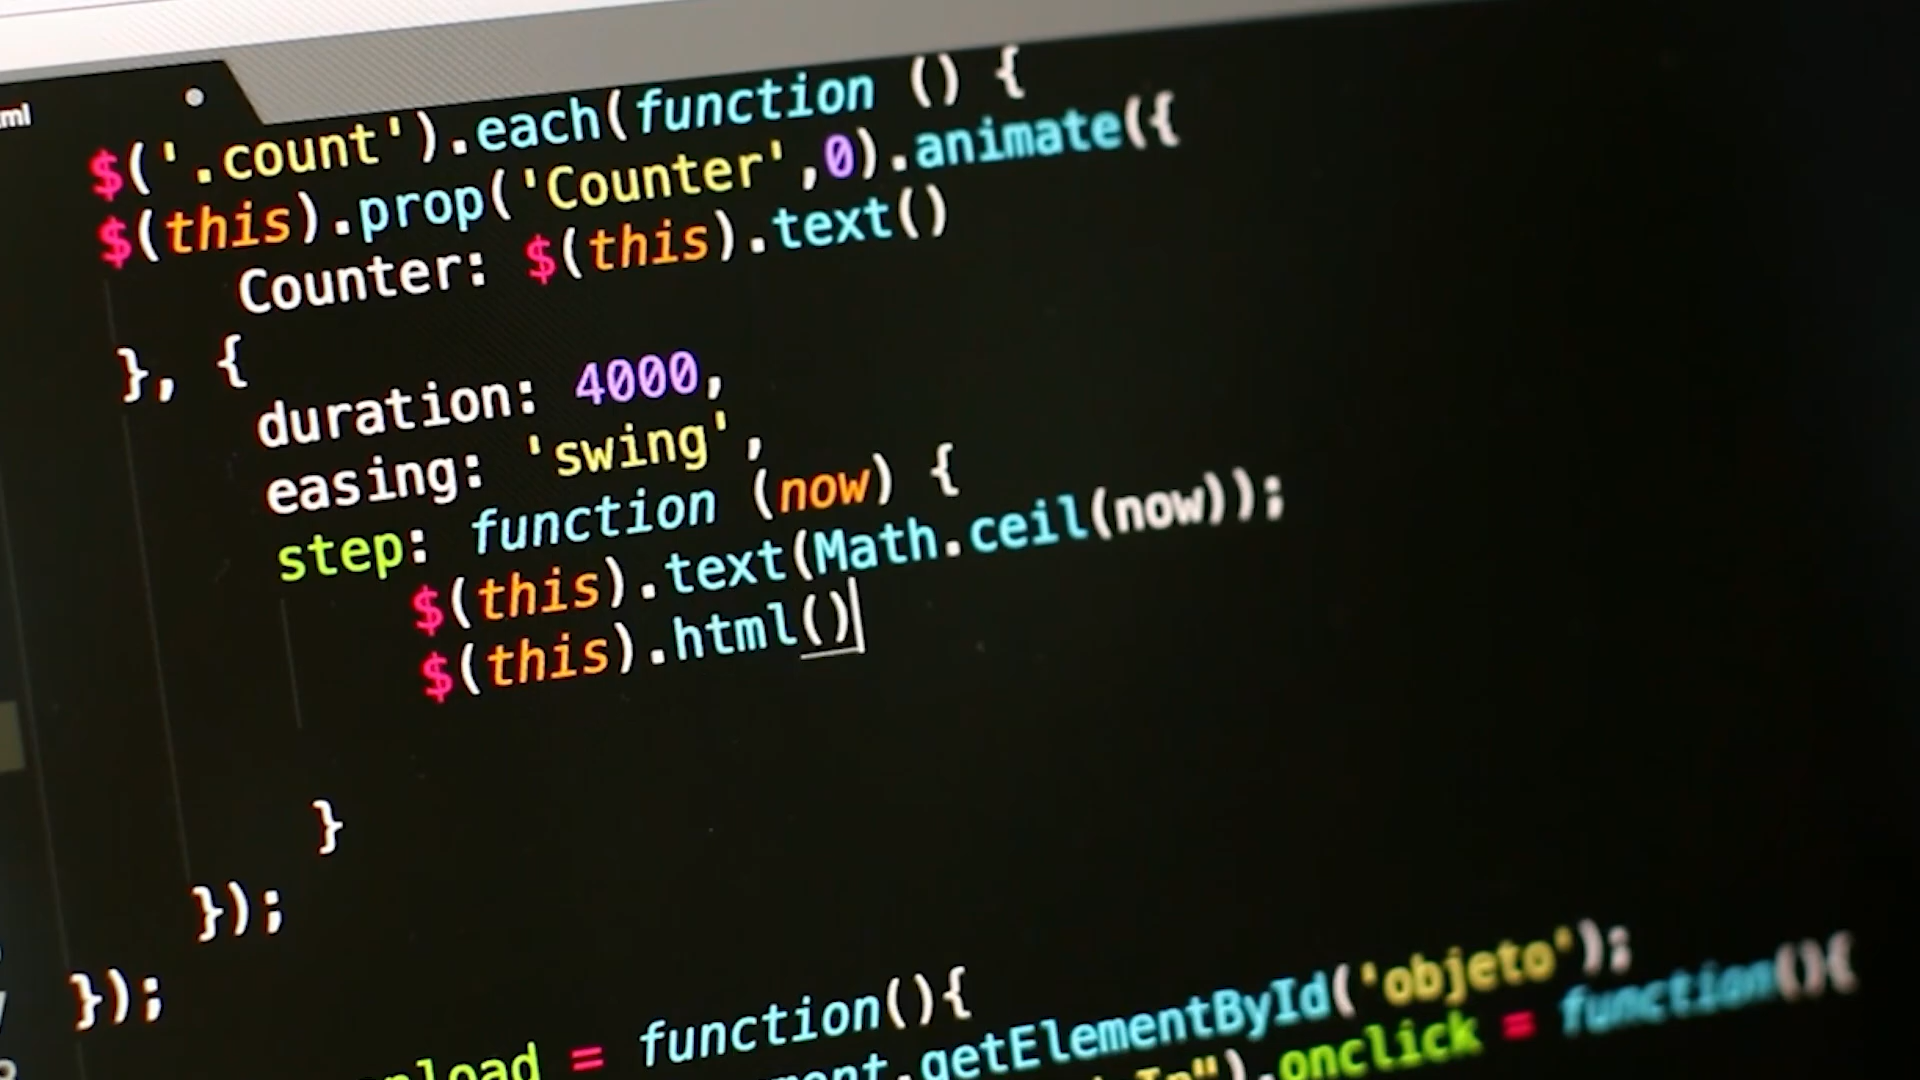 $('.count').each(function () {
$(this).prop('Counter',0).animate({
Counter: $(this).text()
}, {
duration: 4000,
easing: 'swing',
step: function (now) {
$(this).text(Math.ceil(now));
$(this).html()
}
});
});
= function(){
.getElementById('objeto');
.onclick = function(){